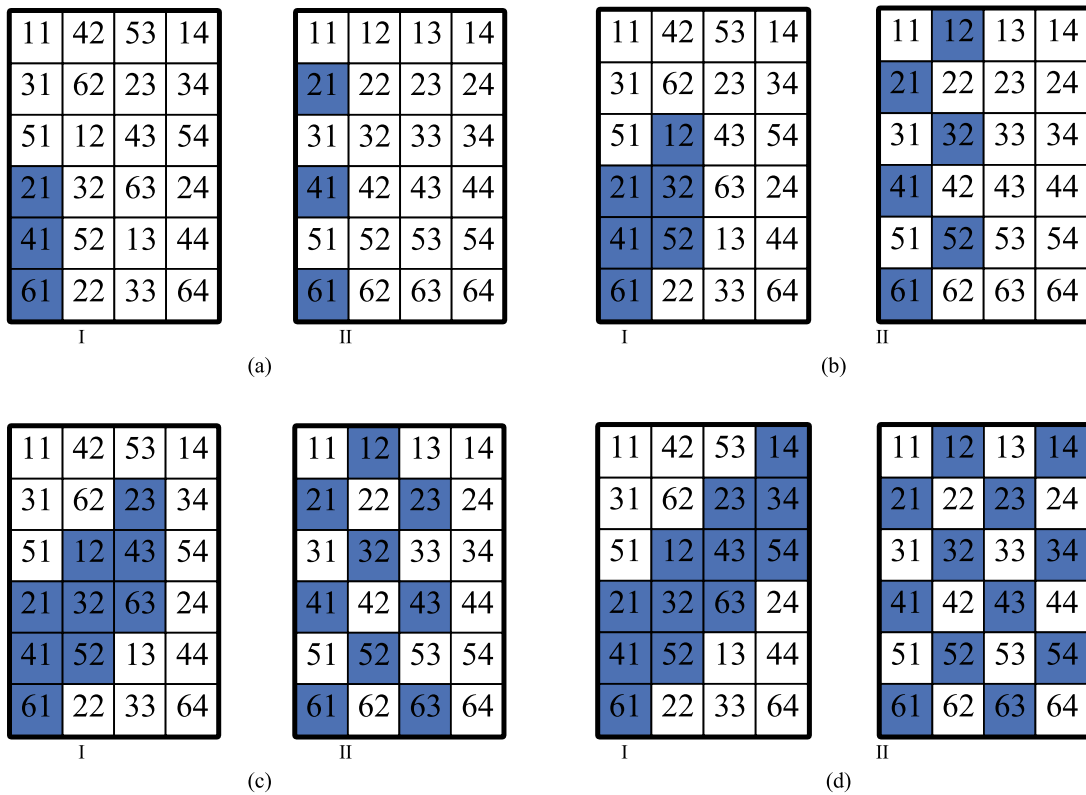 11 42 53 14
31 62 23 34
51 12 43 54
21 32 63 24
41 52 13 44
61 22 33 64
I
11 12 13 14
21 22 23 24
31 32 33 34
41 42 43 44
51 52 53 54
61 62 63 64
II
(a)
11 42 53 14
31 62 23 34
51 12 43 54
21 32 63 24
41 52 13 44
61 22 33 64
I
11 12 13 14
21 22 23 24
31 32 33 34
41 42 43 44
51 52 53 54
61 62 63 64
II
(b)
11 42 53 14
31 62 23 34
51 12 43 54
21 32 63 24
41 52 13 44
61 22 33 64
I
11 12 13 14
21 22 23 24
31 32 33 34
41 42 43 44
51 52 53 54
61 62 63 64
II
(c)
11 42 53 14
31 62 23 34
51 12 43 54
21 32 63 24
41 52 13 44
61 22 33 64
I
11 12 13 14
21 22 23 24
31 32 33 34
41 42 43 44
51 52 53 54
61 62 63 64
II
(d)